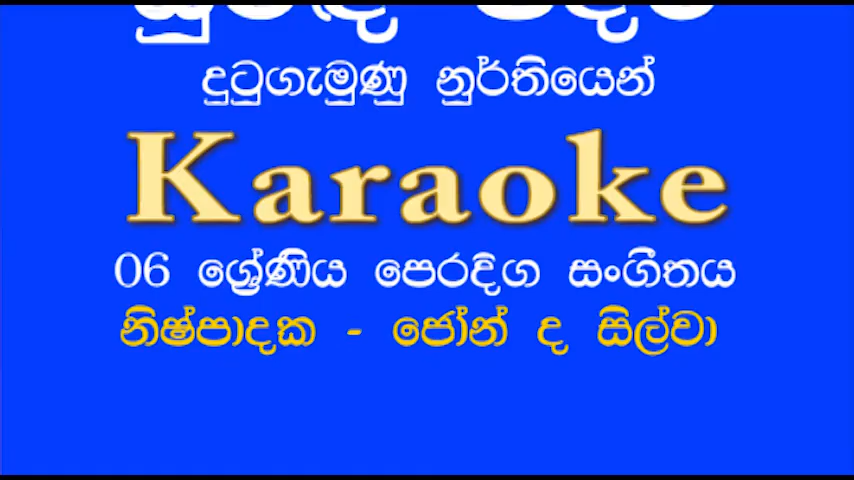 දුටුගැමුණු නුර්තියෙන්
Karaoke
06 ශ්‍රේණිය පෙරදිග සංගීතය
නිෂ්පාදක - ජෝන් ද සිල්වා